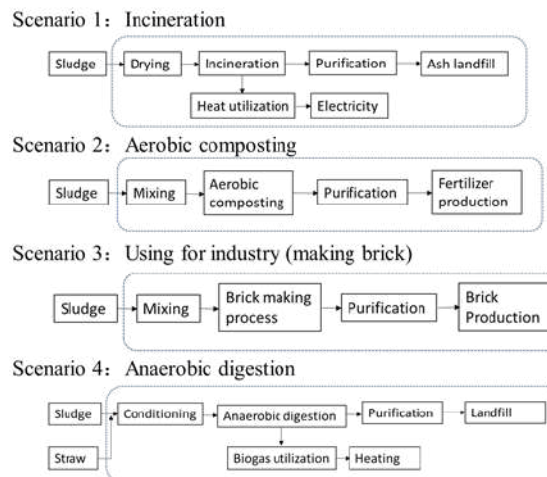 Scenario 1: Incineration
Sludge Drying Incineration Purification Ash landfill
Heat utilization Electricity
Scenario 2: Aerobic composting
Sludge Mixing Aerobic composting Purification Fertilizer production
Scenario 3: Using for industry (making brick)
Sludge Mixing Brick making process Purification Brick Production
Scenario 4: Anaerobic digestion
Sludge Conditioning Anaerobic digestion Purification Landfill
Straw Biogas utilization Heating